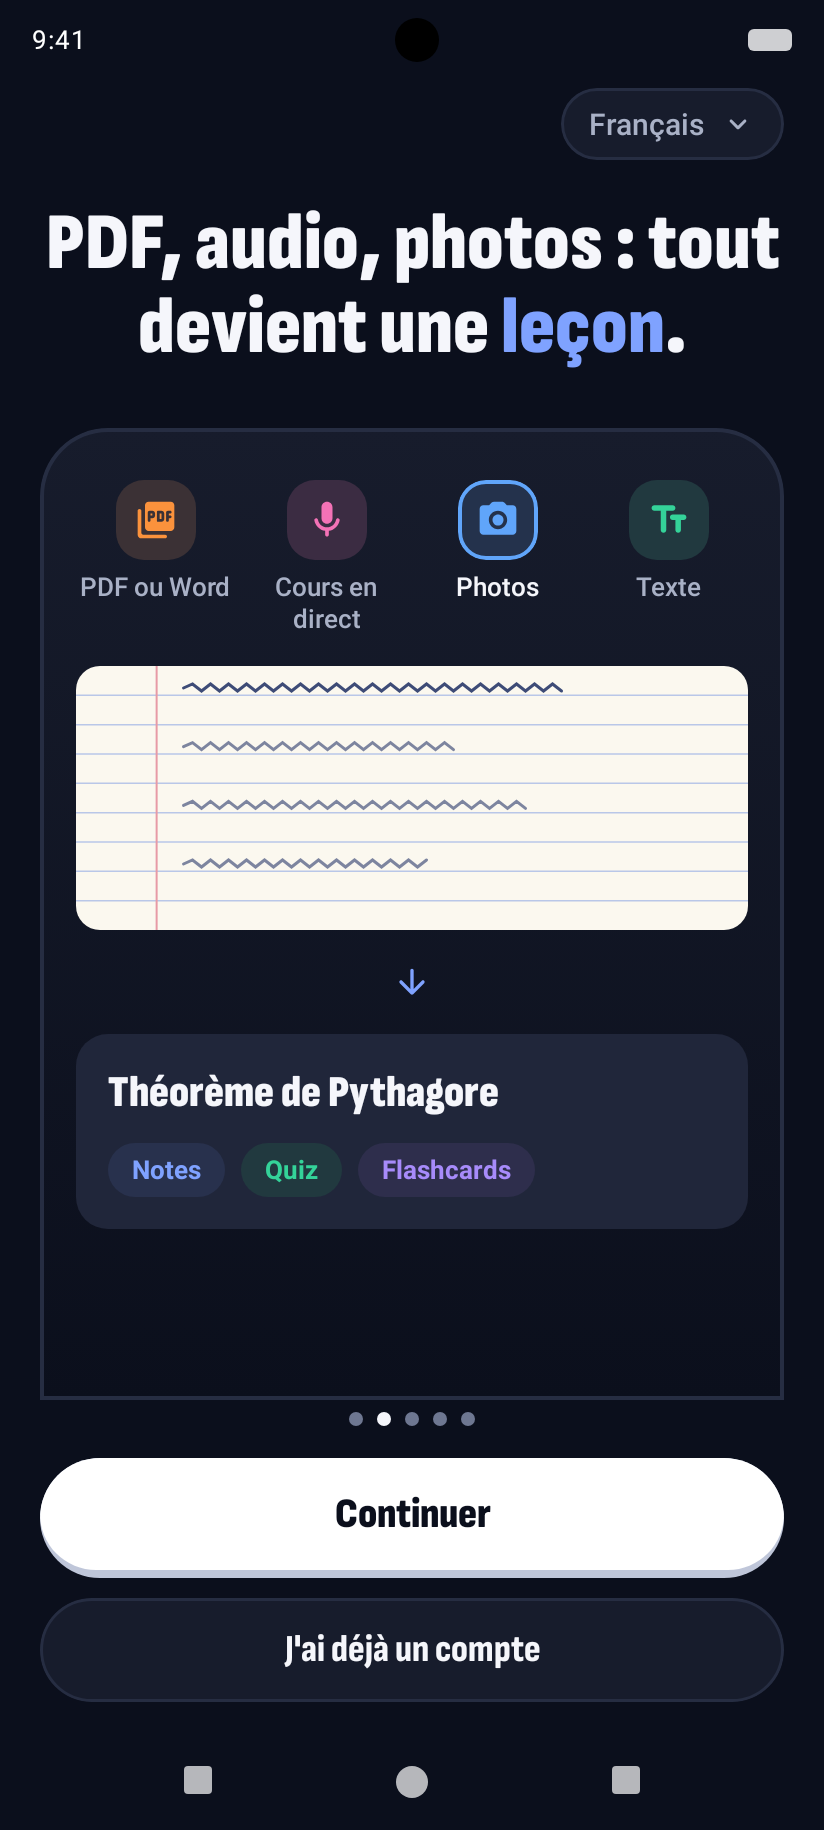 9:41
Français
PDF, audio, photos : tout
devient une leçon.
PDF
PDF ou Word
Cours en
direct
Photos
Texte
Théorème de Pythagore
Notes
Quiz
Flashcards
Continuer
J'ai déjà un compte